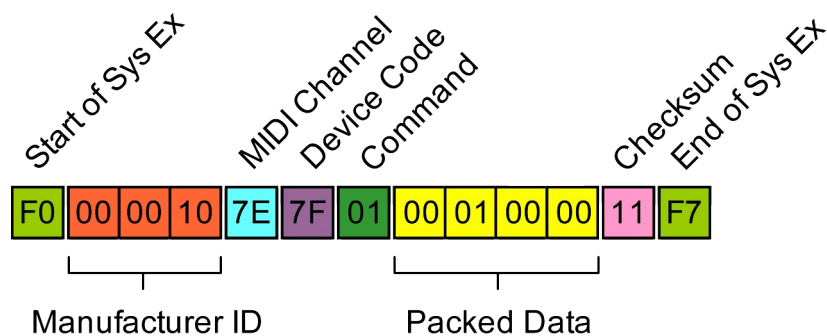 Start of Sys Ex
MIDI Channel
Device Code
Command
Checksum
End of Sys Ex
F0 00 00 10 7E 7F 01 00 01 00 00 11 F7
Manufacturer ID
Packed Data